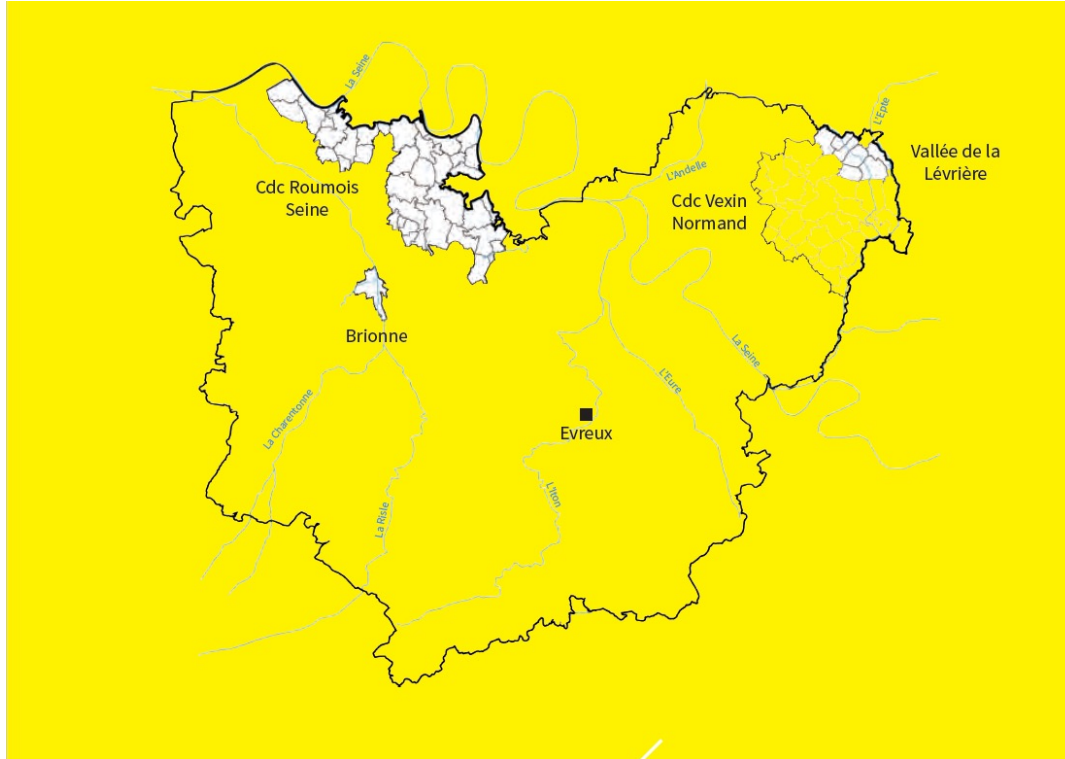 La Seine
L'Epte
Vallée de la
Lévrière
L'Andelle
Cdc Roumois
Seine
Cdc Vexin
Normand
Brionne
La Seine
L'Eure
La Charentonne
Evreux
L'Iton
La Risle